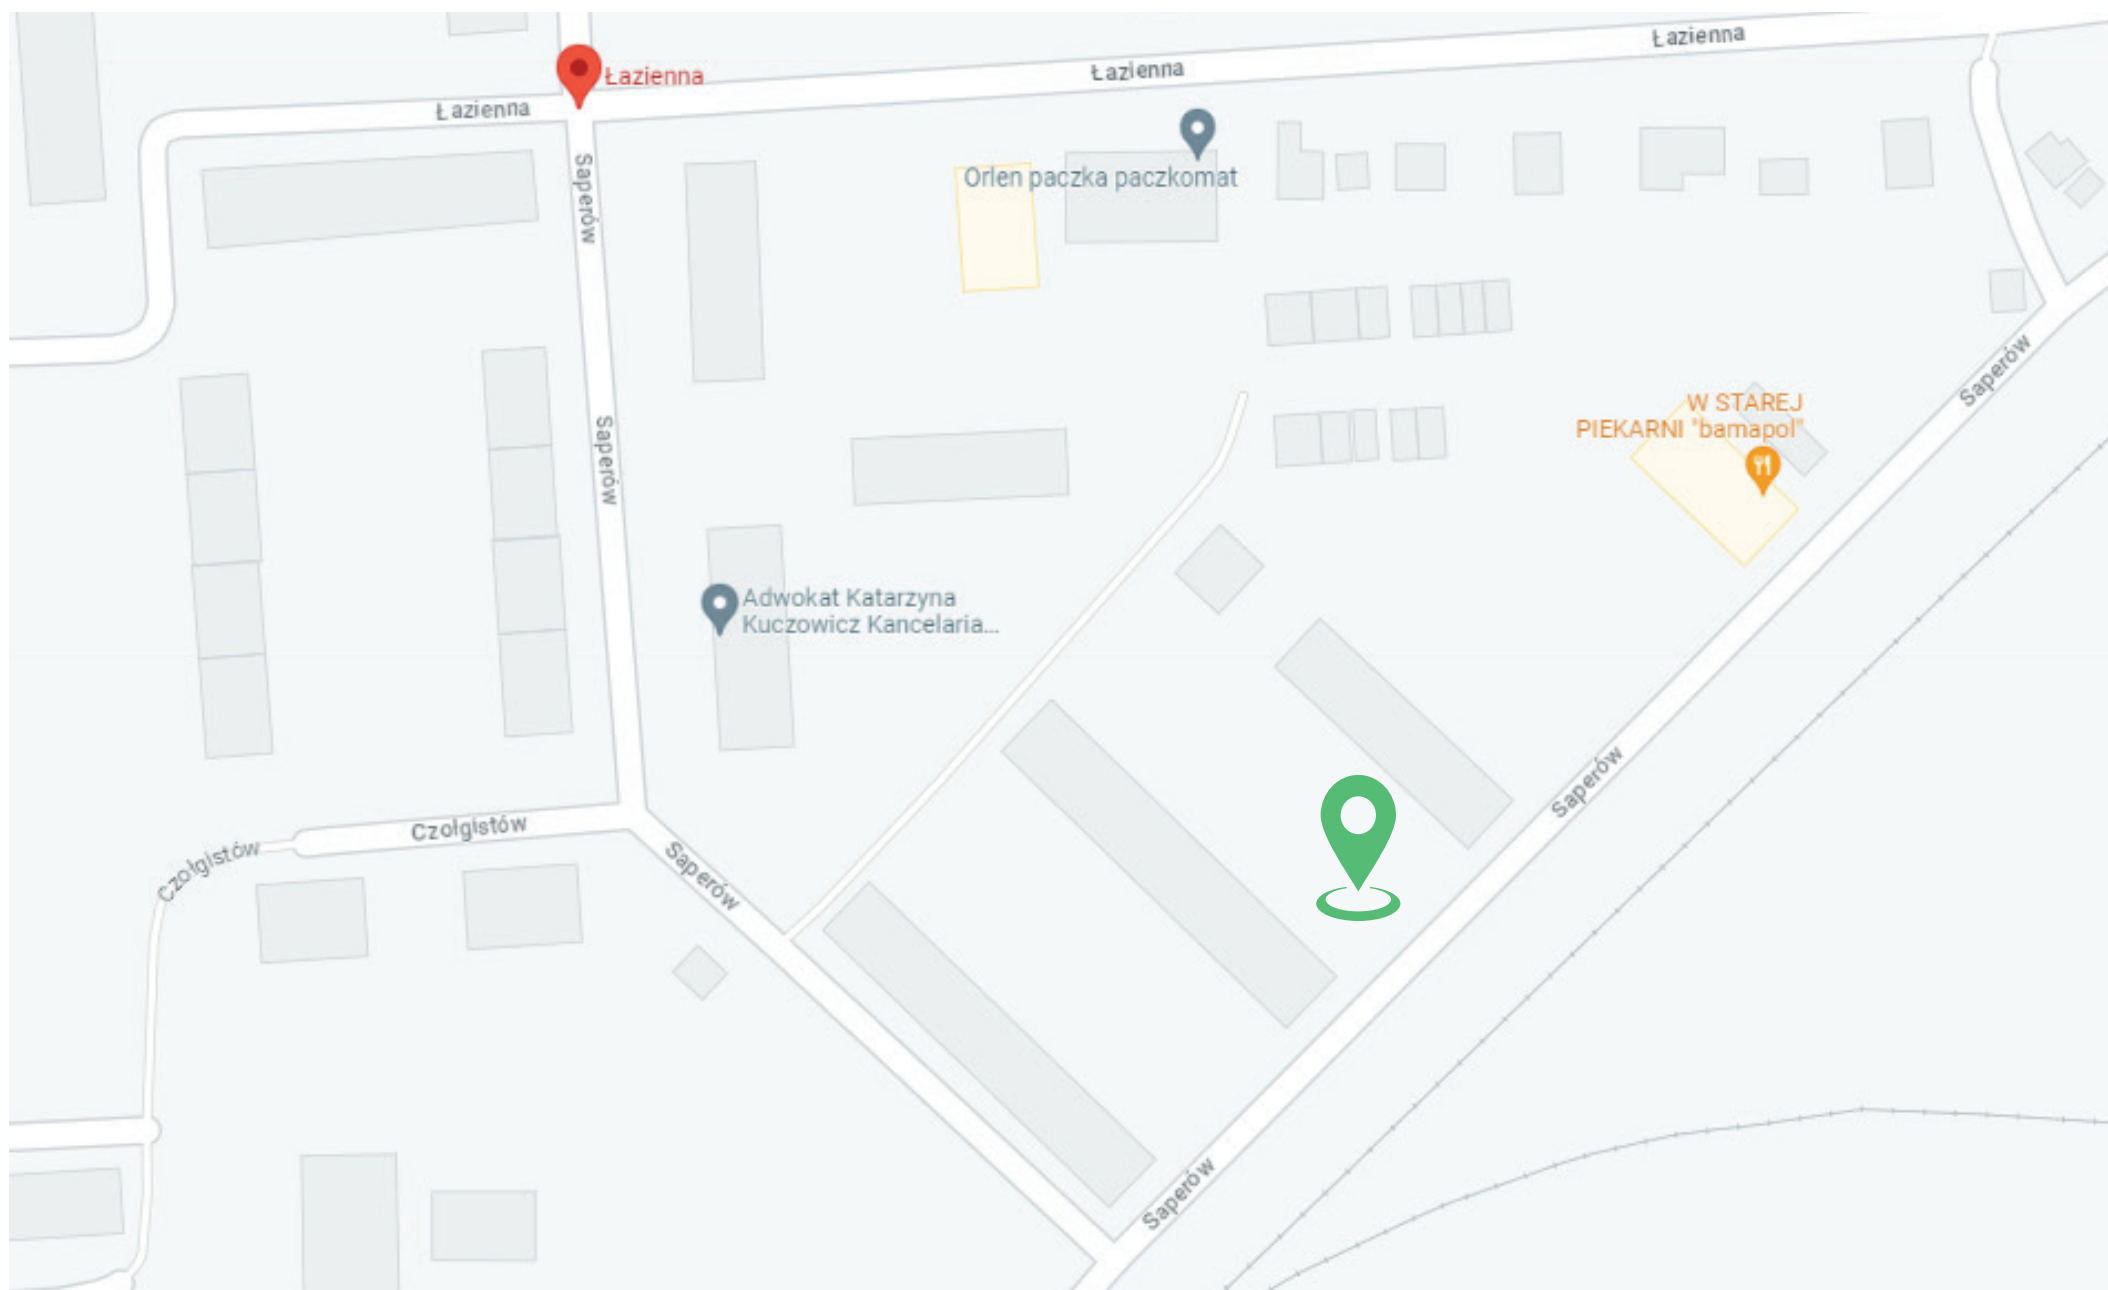 Łazienna
Łazienna
Łazienna
Łazienna
Saperów
Orlen paczka paczkomat
Saperów
W STAREJ
PIEKARNI "bamapol"
Saperów
Adwokat Katarzyna
Kuczowicz Kancelaria...
Saperów
Czołgistów
Czołgistów
Saperów
Saperów